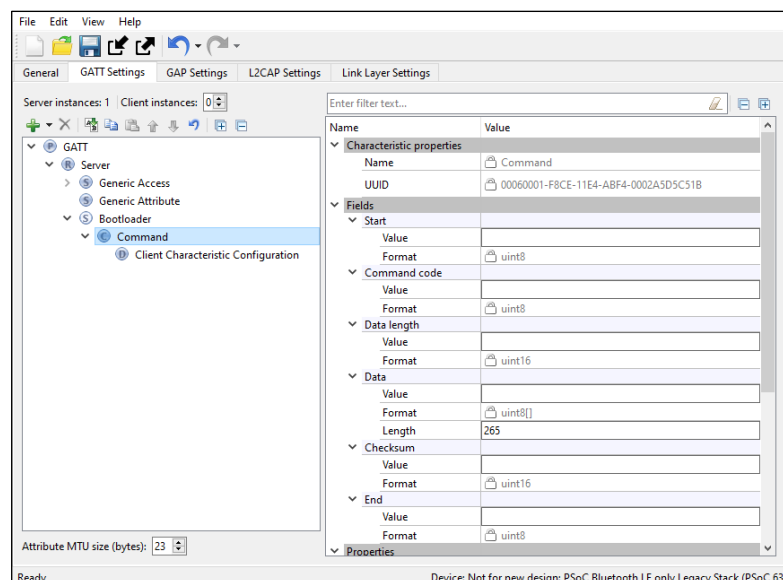 File Edit View Help
General GATT Settings GAP Settings L2CAP Settings Link Layer Settings
Server instances: 1 Client instances: 0
Enter filter text...
P GATT
R Server
S Generic Access
S Generic Attribute
S Bootloader
C Command
D Client Characteristic Configuration
Attribute MTU size (bytes): 23
Name Value
Characteristic properties
Name Command
UUID 00060001-F8CE-11E4-ABF4-0002A5D5C51B
Fields
Start
Value
Format uint8
Command code
Value
Format uint8
Data length
Value
Format uint16
Data
Value
Format uint8[]
Length 265
Checksum
Value
Format uint16
End
Value
Format uint8
Properties
Ready Device: Not for new design: PSoC Bluetooth LE only Legacy Stack (PSoC 63